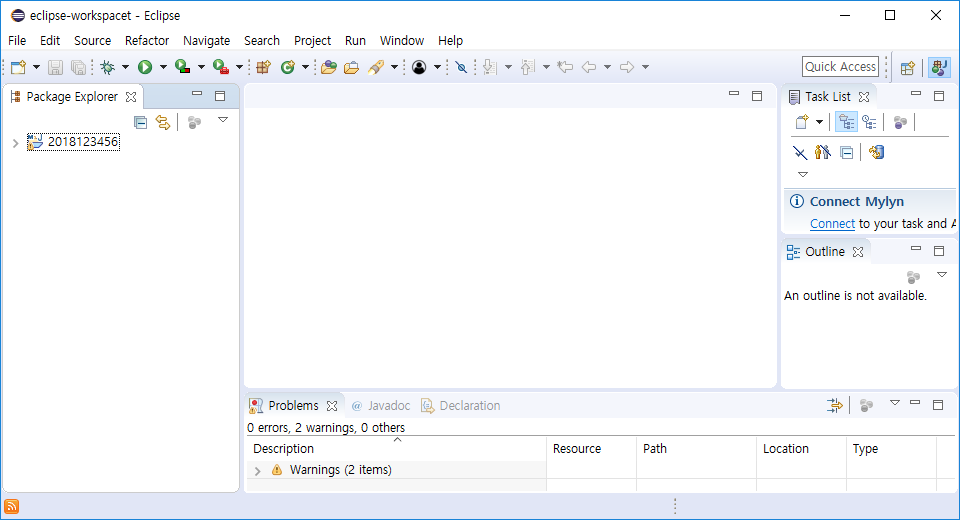 eclipse-workspacet - Eclipse
File Edit Source Refactor Navigate Search Project Run Window Help
Quick Access
Package Explorer
2018123456
Task List
Connect Mylyn
Connect to your task and A
Outline
An outline is not available.
Problems @ Javadoc Declaration
0 errors, 2 warnings, 0 others
Description Resource Path Location Type
Warnings (2 items)